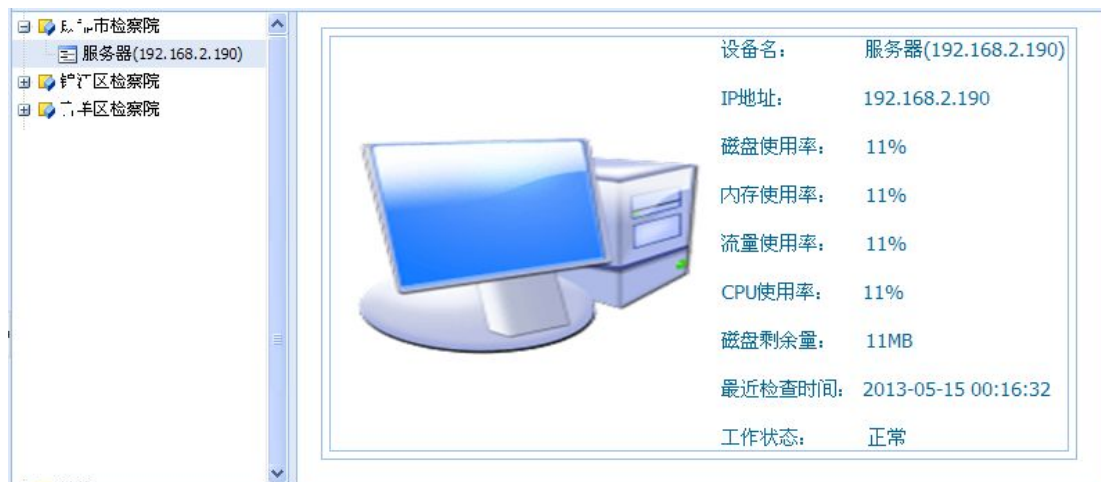 市检察院
服务器(192.168.2.190)
区检察院
区检察院
设备名： 服务器(192.168.2.190)
IP地址： 192.168.2.190
磁盘使用率： 11%
内存使用率： 11%
流量使用率： 11%
CPU使用率： 11%
磁盘剩余量： 11MB
最近检查时间： 2013-05-15 00:16:32
工作状态： 正常